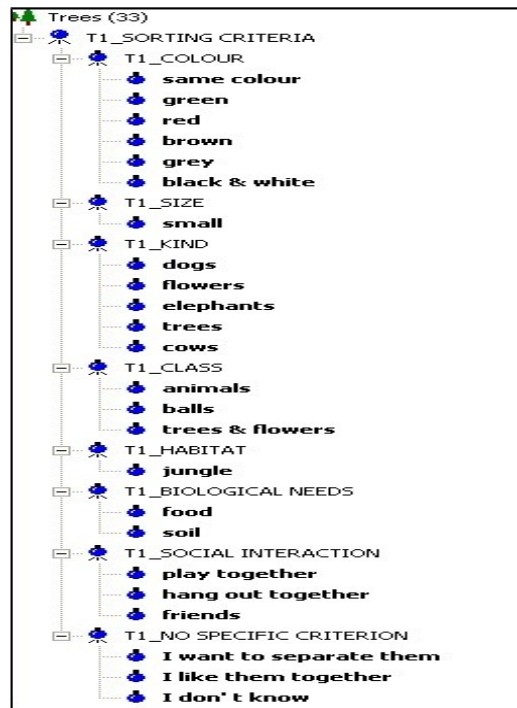 Trees (33)
T1_SORTING CRITERIA
T1_COLOUR
same colour
green
red
brown
grey
black & white
T1_SIZE
small
T1_KIND
dogs
flowers
elephants
trees
cows
T1_CLASS
animals
balls
trees & flowers
T1_HABITAT
jungle
T1_BIOLOGICAL NEEDS
food
soil
T1_SOCIAL INTERACTION
play together
hang out together
friends
T1_NO SPECIFIC CRITERION
I want to separate them
I like them together
I don' t know